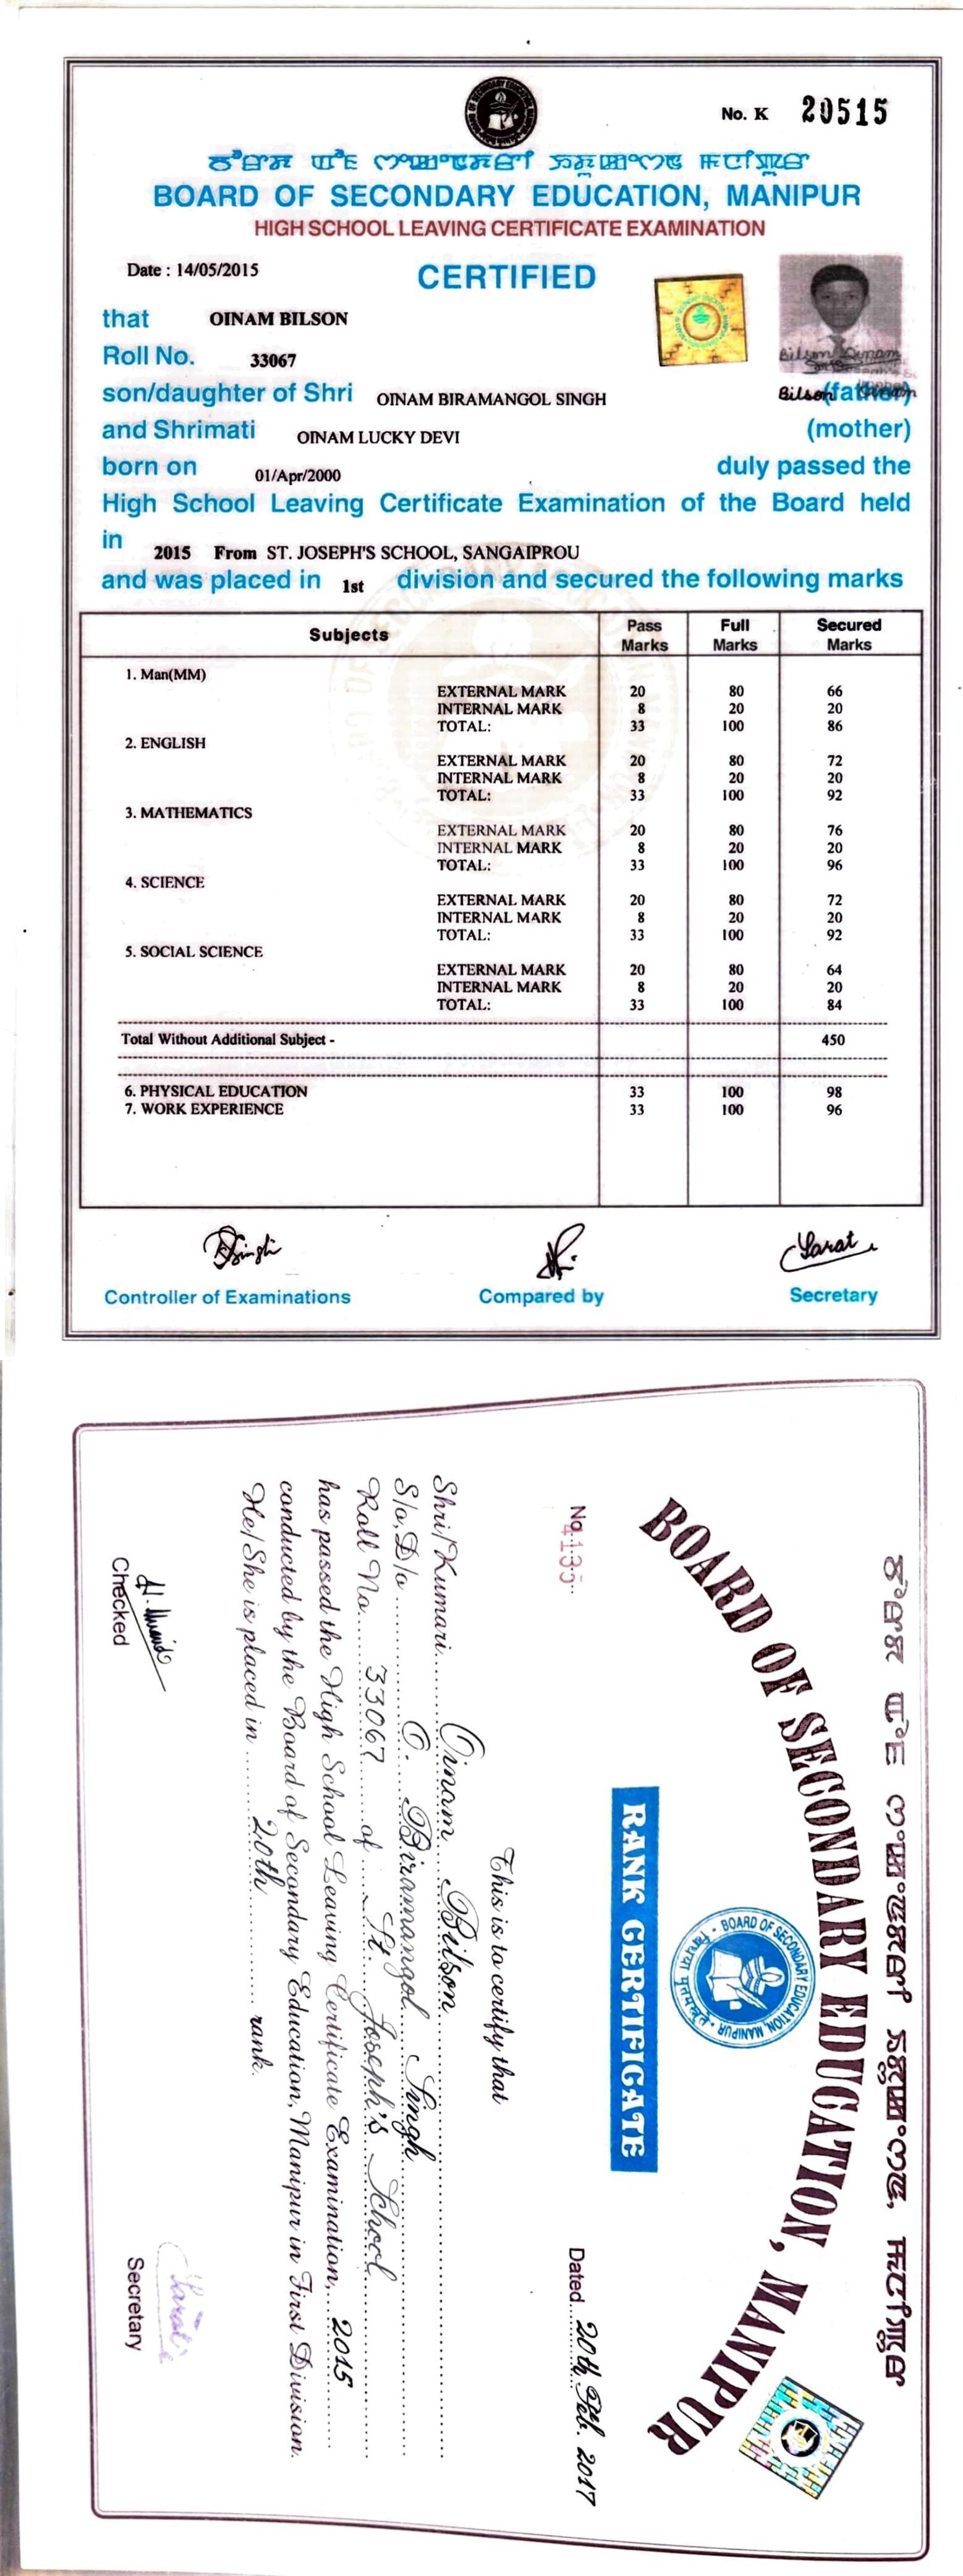 No. K 20515
BOARD OF SECONDARY EDUCATION, MANIPUR
HIGH SCHOOL LEAVING CERTIFICATE EXAMINATION
Date : 14/05/2015
CERTIFIED
that OINAM BILSON
Roll No. 33067
Bilson Oinam
son/daughter of Shri OINAM BIRAMANGOL SINGH (father)
Bilson Oinam
and Shrimati OINAM LUCKY DEVI (mother)
born on 01/Apr/2000 duly passed the
High School Leaving Certificate Examination of the Board held
in 2015 From ST. JOSEPH'S SCHOOL, SANGAIPROU
and was placed in 1st division and secured the following marks
Subjects Pass Marks Full Marks Secured Marks
1. Man(MM)
EXTERNAL MARK 20 80 66
INTERNAL MARK 8 20 20
TOTAL: 33 100 86
2. ENGLISH
EXTERNAL MARK 20 80 72
INTERNAL MARK 8 20 20
TOTAL: 33 100 92
3. MATHEMATICS
EXTERNAL MARK 20 80 76
INTERNAL MARK 8 20 20
TOTAL: 33 100 96
4. SCIENCE
EXTERNAL MARK 20 80 72
INTERNAL MARK 8 20 20
TOTAL: 33 100 92
5. SOCIAL SCIENCE
EXTERNAL MARK 20 80 64
INTERNAL MARK 8 20 20
TOTAL: 33 100 84
Total Without Additional Subject - 450
6. PHYSICAL EDUCATION 33 100 98
7. WORK EXPERIENCE 33 100 96
Singh
Sarat
Controller of Examinations Compared by Secretary
BOARD OF SECONDARY EDUCATION, MANIPUR
BOARD OF SECONDARY EDUCATION, MANIPUR
RANK CERTIFICATE
No. 4135 Dated 20th Feb. 2017
This is to certify that
Shri/Kumari Oinam Bilson
S/o, D/o O. Biramangol Singh
Roll No. 33067 of St. Joseph's School
has passed the High School Leaving Certificate Examination, 2015
conducted by the Board of Secondary Education, Manipur in First Division.
He/She is placed in 20th rank.
Sarat
Checked Secretary